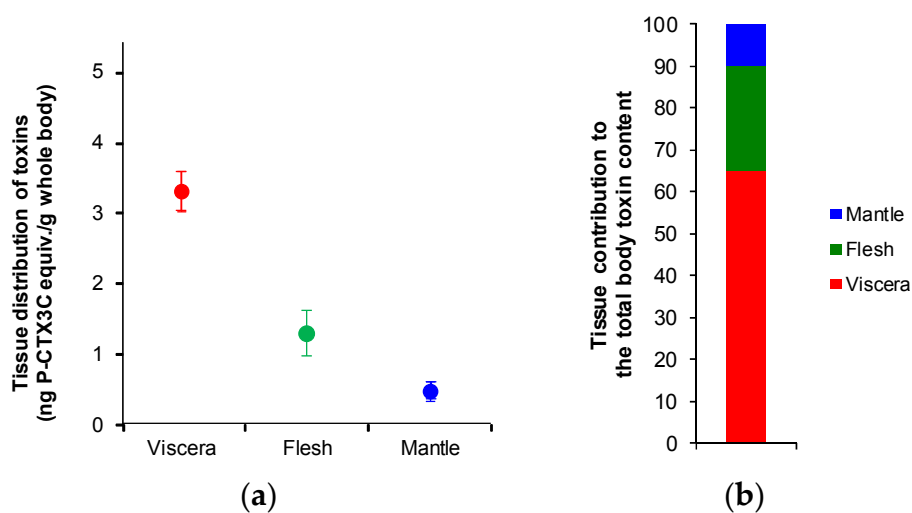 Tissue distribution of toxins
(ng P-CTX3C equiv./g whole body)
5
4
3
2
1
0
Viscera Flesh Mantle
(a)
Tissue contribution to
the total body toxin content
100
90
80
70
60
50
40
30
20
10
0
Mantle
Flesh
Viscera
(b)